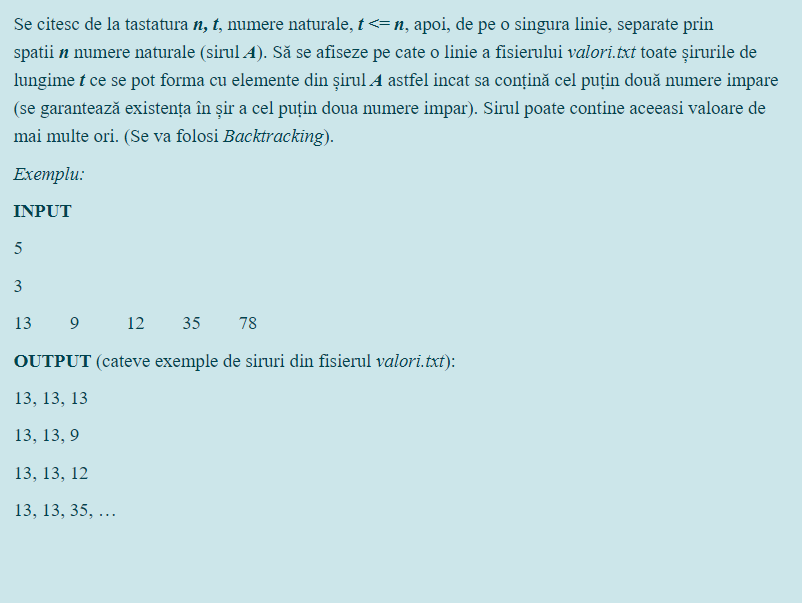 Se citesc de la tastatura n, t, numere naturale, t <= n, apoi, de pe o singura linie, separate prin
spatii n numere naturale (sirul A). Să se afiseze pe cate o linie a fisierului valori.txt toate șirurile de
lungime t ce se pot forma cu elemente din șirul A astfel incat sa conțină cel puțin două numere impare
(se garantează existența în șir a cel puțin doua numere impar). Sirul poate contine aceeasi valoare de
mai multe ori. (Se va folosi Backtracking).
Exemplu:
INPUT
5
3
13 9 12 35 78
OUTPUT (cateve exemple de siruri din fisierul valori.txt):
13, 13, 13
13, 13, 9
13, 13, 12
13, 13, 35, …